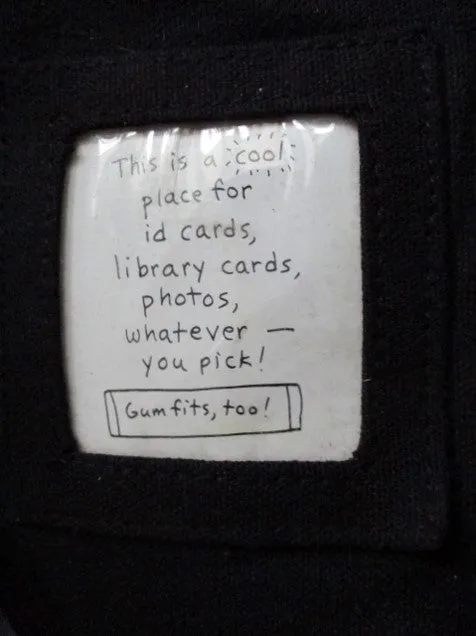 This is a cool
place for
id cards,
library cards,
photos,
whatever —
you pick!
Gum fits, too!